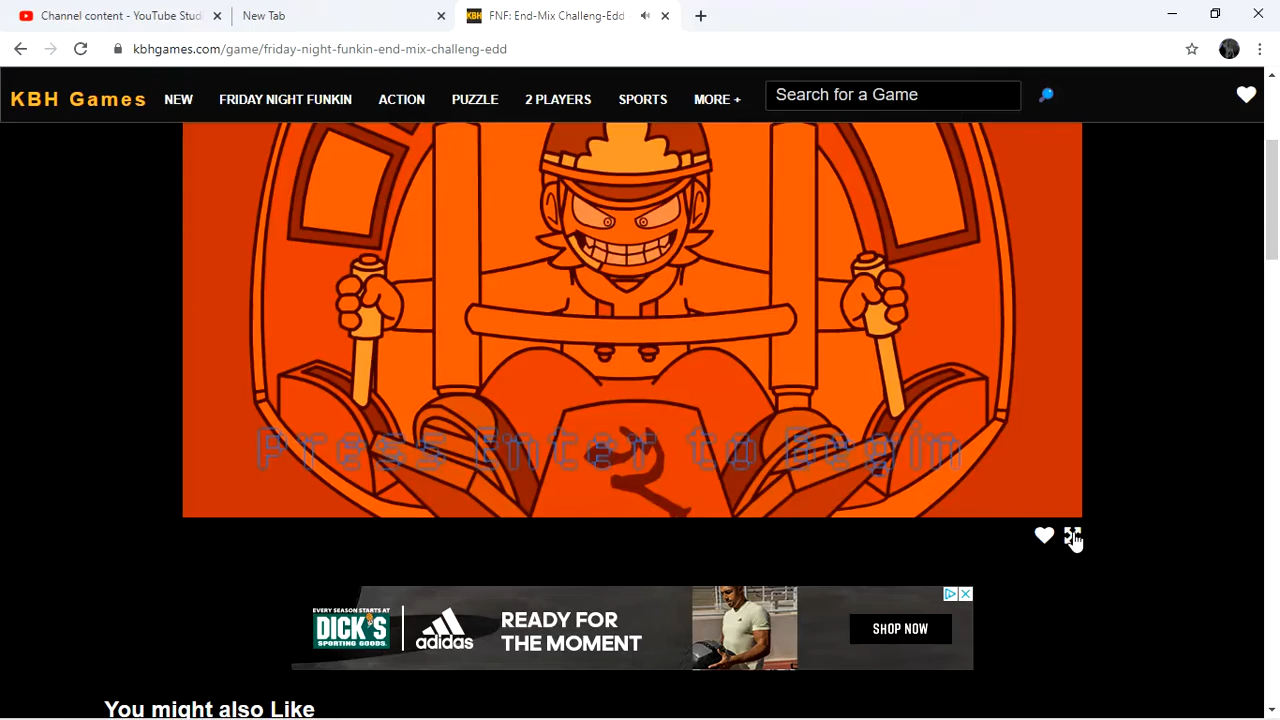 Channel content - YouTube Studi
New Tab
KBH FNF: End-Mix Challeng-Edd
kbhgames.com/game/friday-night-funkin-end-mix-challeng-edd
KBH Games NEW FRIDAY NIGHT FUNKIN ACTION PUZZLE 2 PLAYERS SPORTS MORE + Search for a Game
Press Enter to Begin
EVERY SEASON STARTS AT
DICK'S
SPORTING GOODS.
adidas
READY FOR
THE MOMENT
SHOP NOW
You might also Like